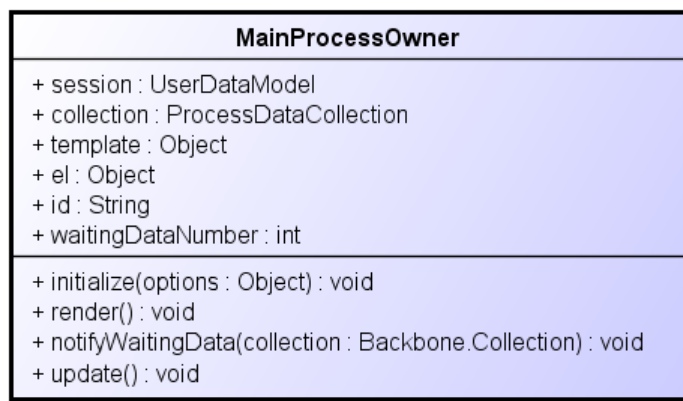 MainProcessOwner
+ session : UserDataModel
+ collection : ProcessDataCollection
+ template : Object
+ el : Object
+ id : String
+ waitingDataNumber : int
+ initialize(options : Object) : void
+ render() : void
+ notifyWaitingData(collection : Backbone.Collection) : void
+ update() : void